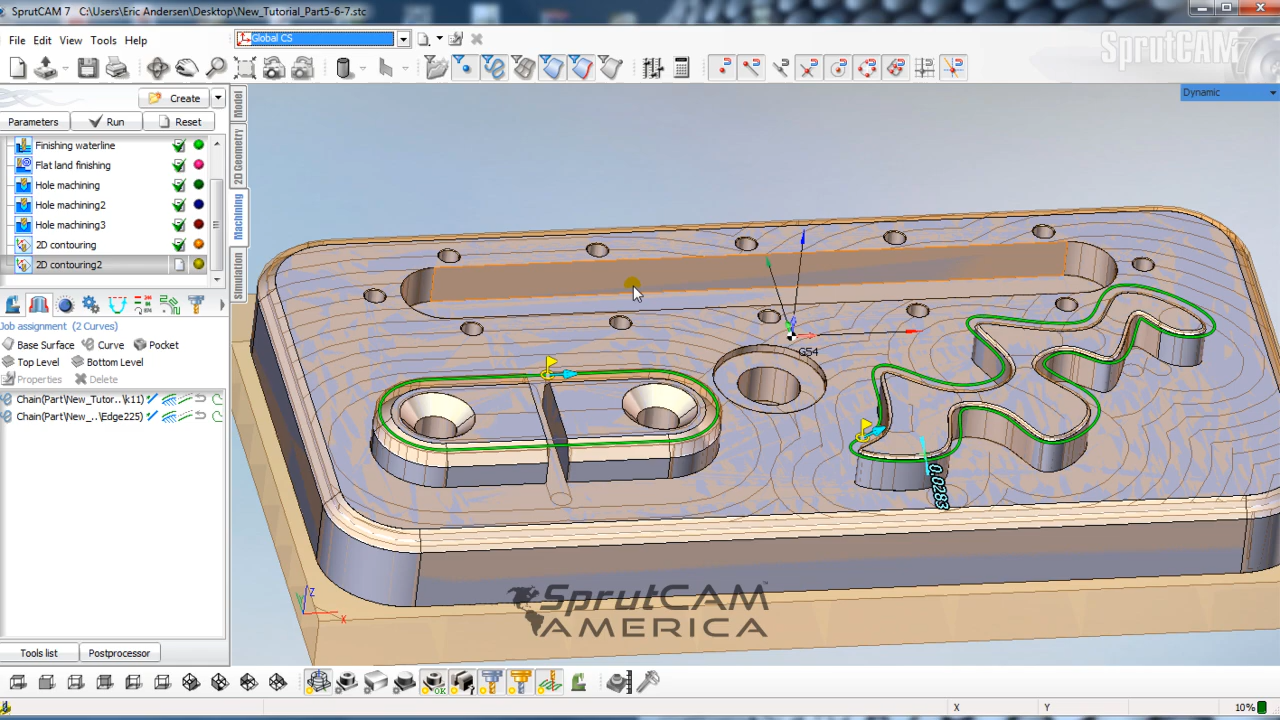 SprutCAM 7 C:\Users\Eric Andersen\Desktop\New_Tutorial_Part5-6-7.stc
File Edit View Tools Help
Global CS
SprutCAM 7
Dynamic
Create
Parameters Run Reset
Finishing waterline
Flat land finishing
Hole machining
Hole machining2
Hole machining3
2D contouring
2D contouring2
Model
2D Geometry
Machining
Simulation
Job assignment (2 Curves)
Base Surface Curve Pocket
Top Level Bottom Level
Properties Delete
Chain(Part\New_Tutor..\k11)
Chain(Part\New_..\Edge225)
G54
0.0283
Z
Y
X
SprutCAM™
AMERICA
Tools list Postprocessor
OK
X Y 10%